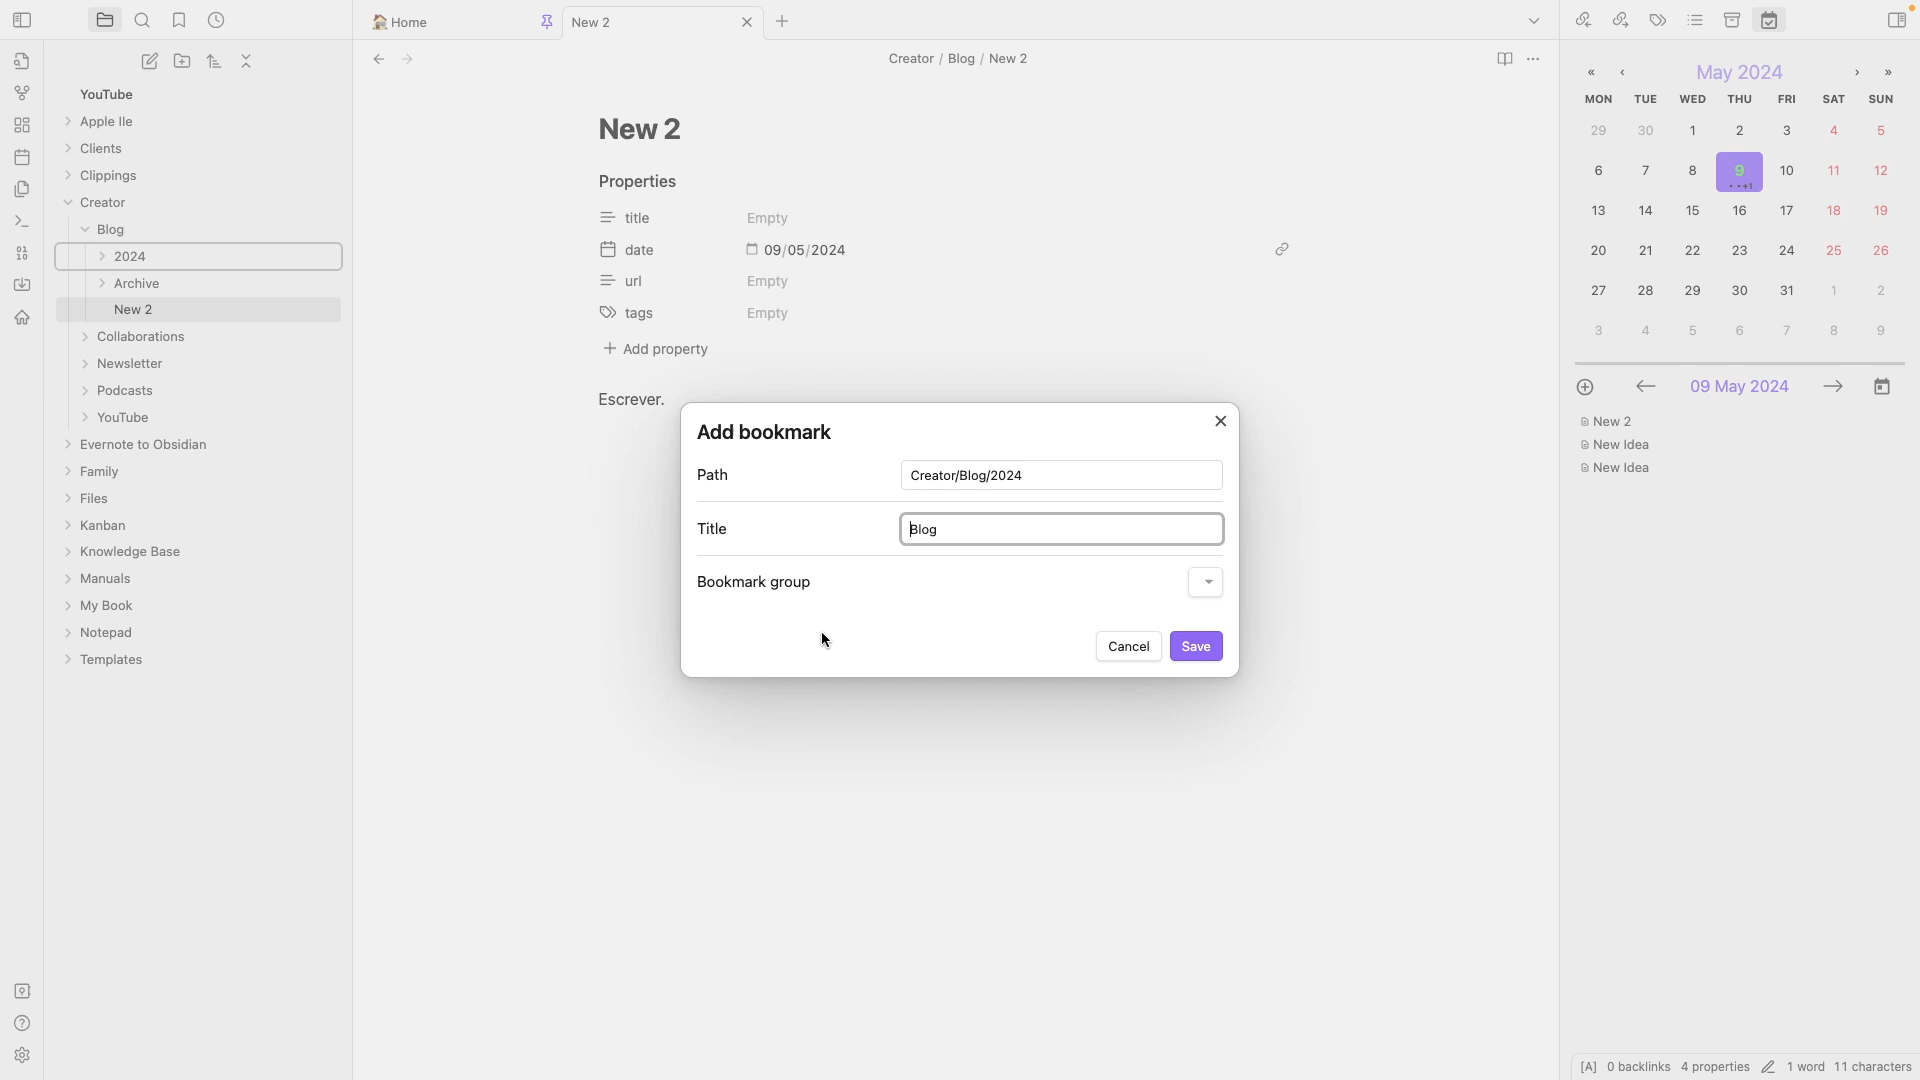 Home
New 2
YouTube
Apple IIe
Clients
Clippings
Creator
Blog
2024
Archive
New 2
Collaborations
Newsletter
Podcasts
YouTube
Evernote to Obsidian
Family
Files
Kanban
Knowledge Base
Manuals
My Book
Notepad
Templates
Creator / Blog / New 2
New 2
Properties
title Empty
date 09/05/2024
url Empty
tags Empty
Add property
Escrever.
Add bookmark
Path Creator/Blog/2024
Title Blog
Bookmark group
Cancel Save
« ‹ May 2024 › »
MON TUE WED THU FRI SAT SUN
29 30 1 2 3 4 5
6 7 8 9 10 11 12
+1
13 14 15 16 17 18 19
20 21 22 23 24 25 26
27 28 29 30 31 1 2
3 4 5 6 7 8 9
09 May 2024
New 2
New Idea
New Idea
[A] 0 backlinks 4 properties 1 word 11 characters